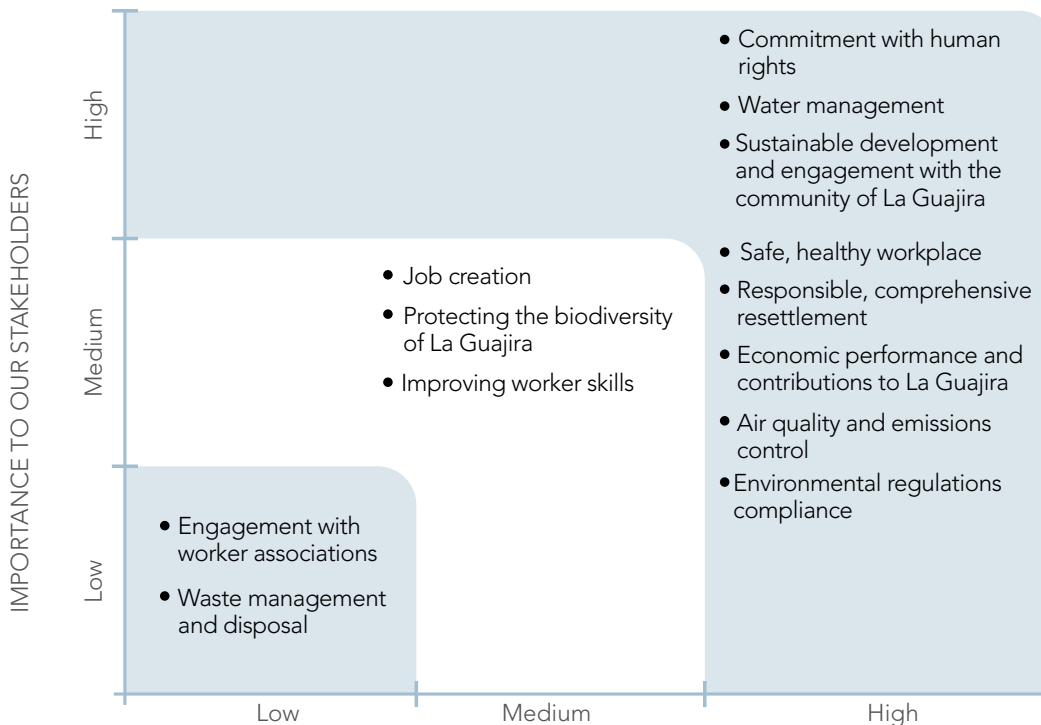 IMPORTANCE TO OUR STAKEHOLDERS
High
Medium
Low
• Commitment with human
rights
• Water management
• Sustainable development
and engagement with the
community of La Guajira
• Safe, healthy workplace
• Responsible, comprehensive
resettlement
• Economic performance and
contributions to La Guajira
• Air quality and emissions
control
• Environmental regulations
compliance
• Job creation
• Protecting the biodiversity
of La Guajira
• Improving worker skills
• Engagement with
worker associations
• Waste management
and disposal
Low
Medium
High